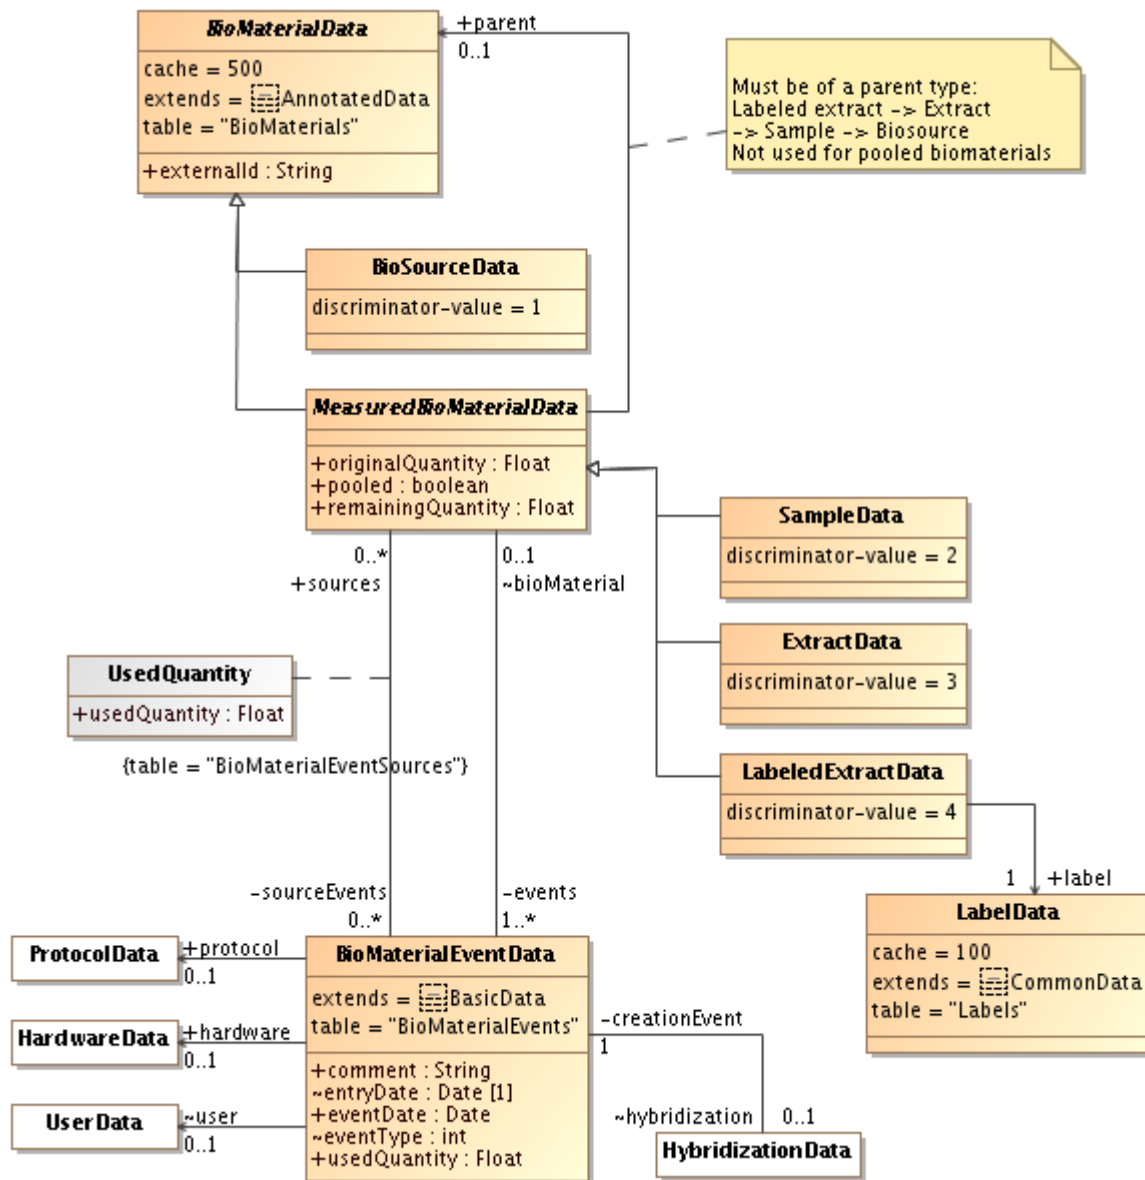 BioMaterialData
cache = 500
extends = AnnotatedData
table = "BioMaterials"
+externalId : String
+parent
0..1
Must be of a parent type:
Labeled extract -> Extract
-> Sample -> Biosource
Not used for pooled biomaterials
BioSourceData
discriminator-value = 1
MeasuredBioMaterialData
+originalQuantity : Float
+pooled : boolean
+remainingQuantity : Float
0..*
+sources
0..1
~bioMaterial
SampleData
discriminator-value = 2
ExtractData
discriminator-value = 3
LabeledExtractData
discriminator-value = 4
UsedQuantity
+usedQuantity : Float
{table = "BioMaterialEventSources"}
1
+label
LabelData
cache = 100
extends = CommonData
table = "Labels"
-sourceEvents
0..*
-events
1..*
ProtocolData
+protocol
0..1
HardwareData
+hardware
0..1
UserData
~user
0..1
BioMaterialEventData
extends = BasicData
table = "BioMaterialEvents"
+comment : String
~entryDate : Date [1]
+eventDate : Date
~eventType : int
+usedQuantity : Float
-creationEvent
1
~hybridization
0..1
HybridizationData